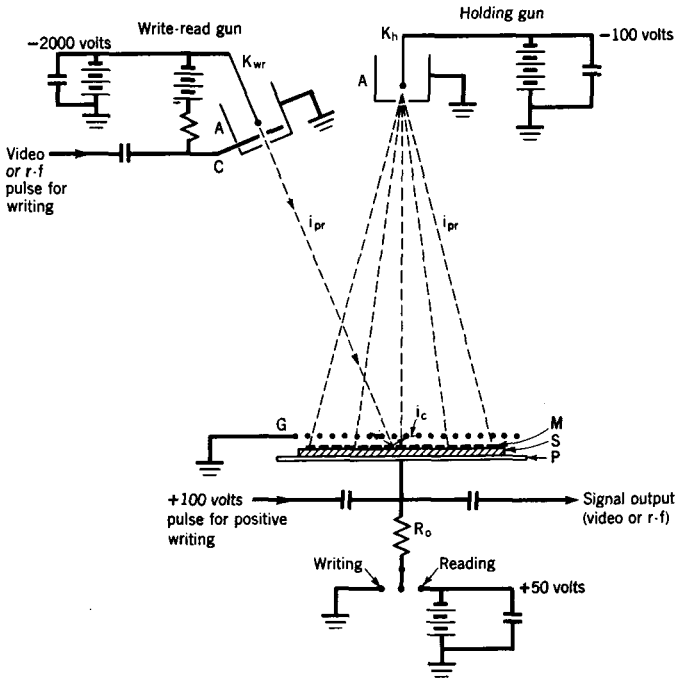 Write-read gun
Holding gun
−2000 volts
−100 volts
Kwr
Kh
A
A
C
Video
or r-f
pulse for
writing
ipr
ipr
G
ic
M
S
P
+100 volts
pulse for positive
writing
Signal output
(video or r-f)
Ro
Writing
Reading
+50 volts